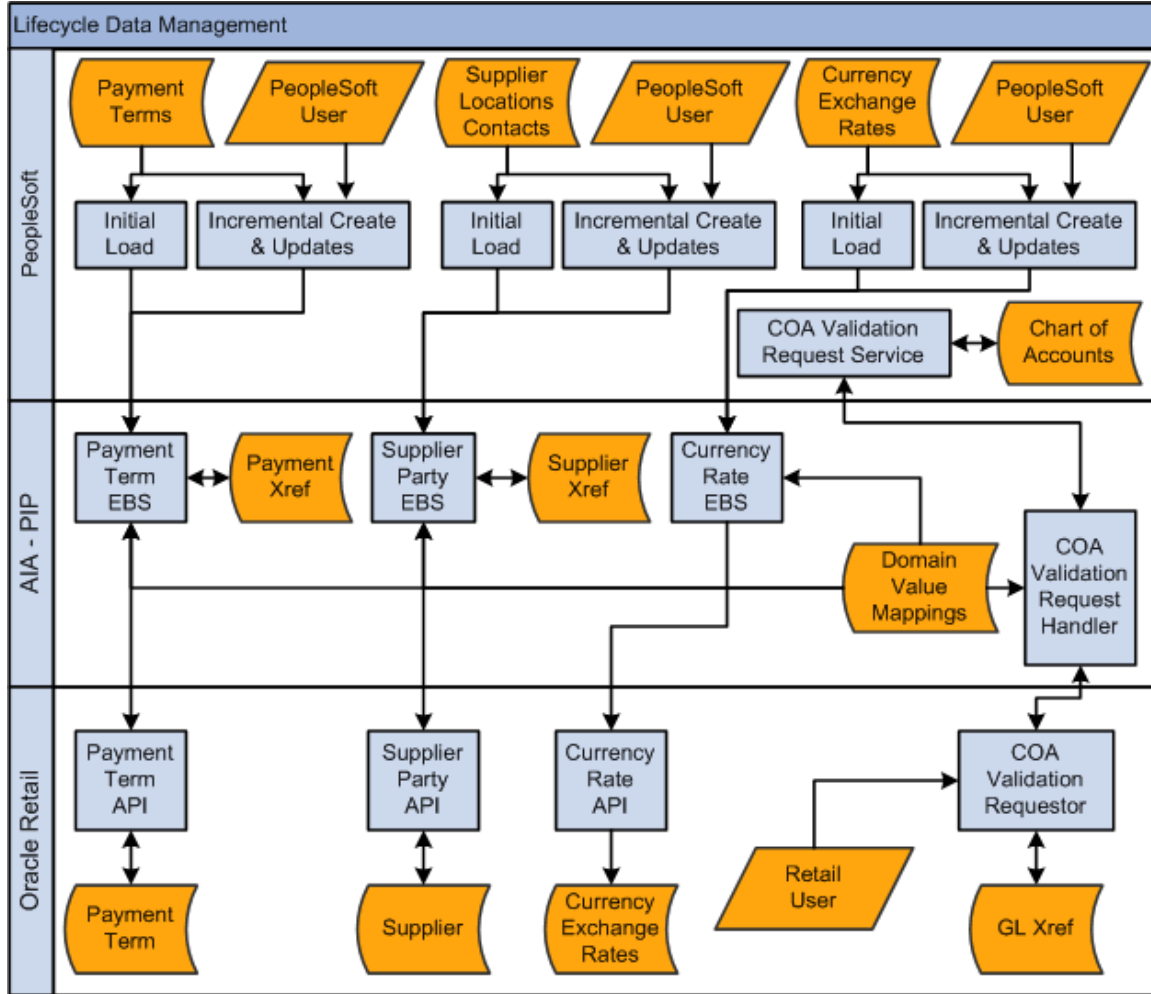 Lifecycle Data Management
PeopleSoft
Payment
Terms
PeopleSoft
User
Supplier
Locations
Contacts
PeopleSoft
User
Currency
Exchange
Rates
PeopleSoft
User
Initial
Load
Incremental Create
& Updates
Initial
Load
Incremental Create
& Updates
Initial
Load
Incremental Create
& Updates
COA Validation
Request Service
Chart of
Accounts
AIA - PIP
Payment
Term
EBS
Payment
Xref
Supplier
Party
EBS
Supplier
Xref
Currency
Rate
EBS
Domain
Value
Mappings
COA
Validation
Request
Handler
Oracle Retail
Payment
Term
API
Supplier
Party
API
Currency
Rate
API
COA
Validation
Requestor
Payment
Term
Supplier
Currency
Exchange
Rates
Retail
User
GL Xref